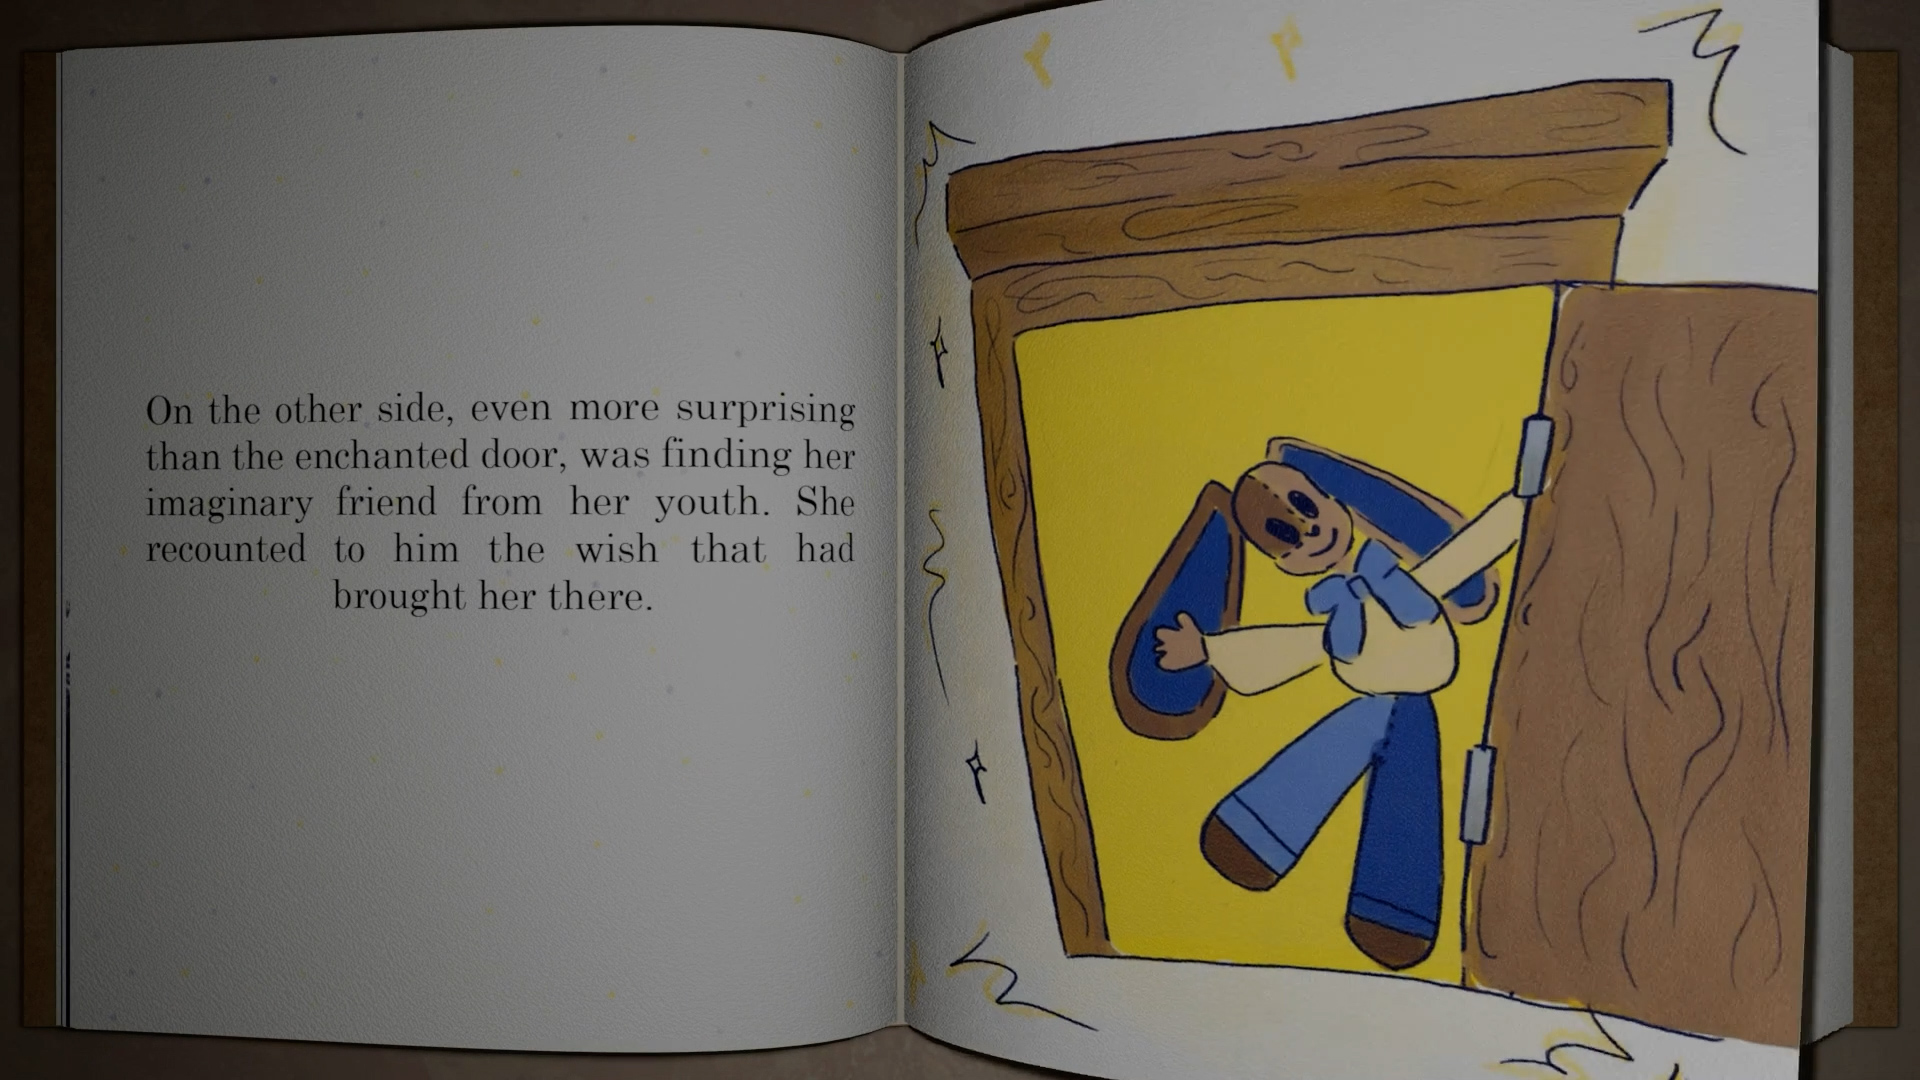 On the other side, even more surprising
than the enchanted door, was finding her
imaginary friend from her youth. She
recounted to him the wish that had
brought her there.